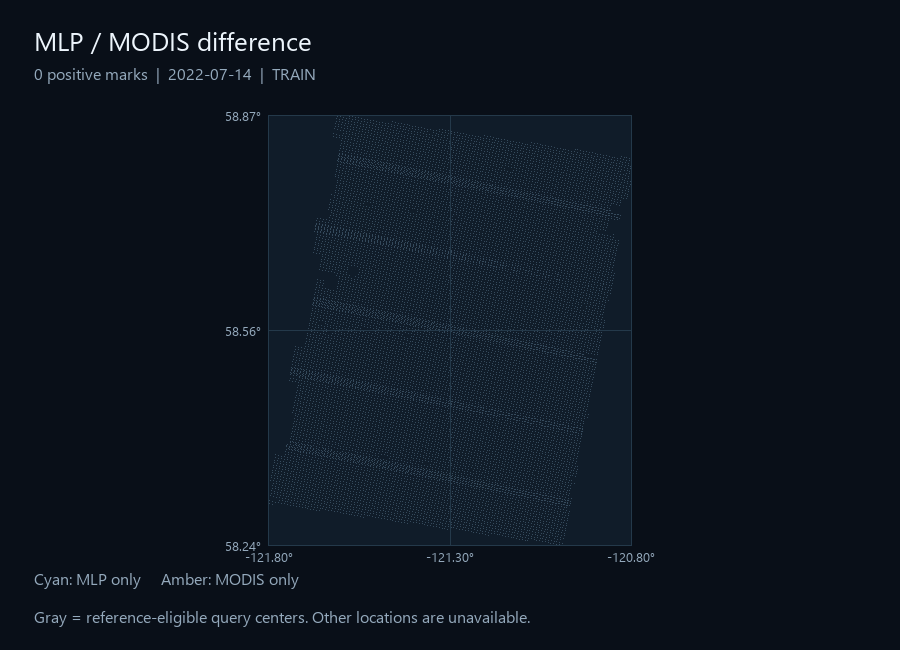 MLP / MODIS difference
0 positive marks | 2022-07-14 | TRAIN
58.87°
58.56°
58.24°
-121.80° -121.30° -120.80°
Cyan: MLP only Amber: MODIS only
Gray = reference-eligible query centers. Other locations are unavailable.